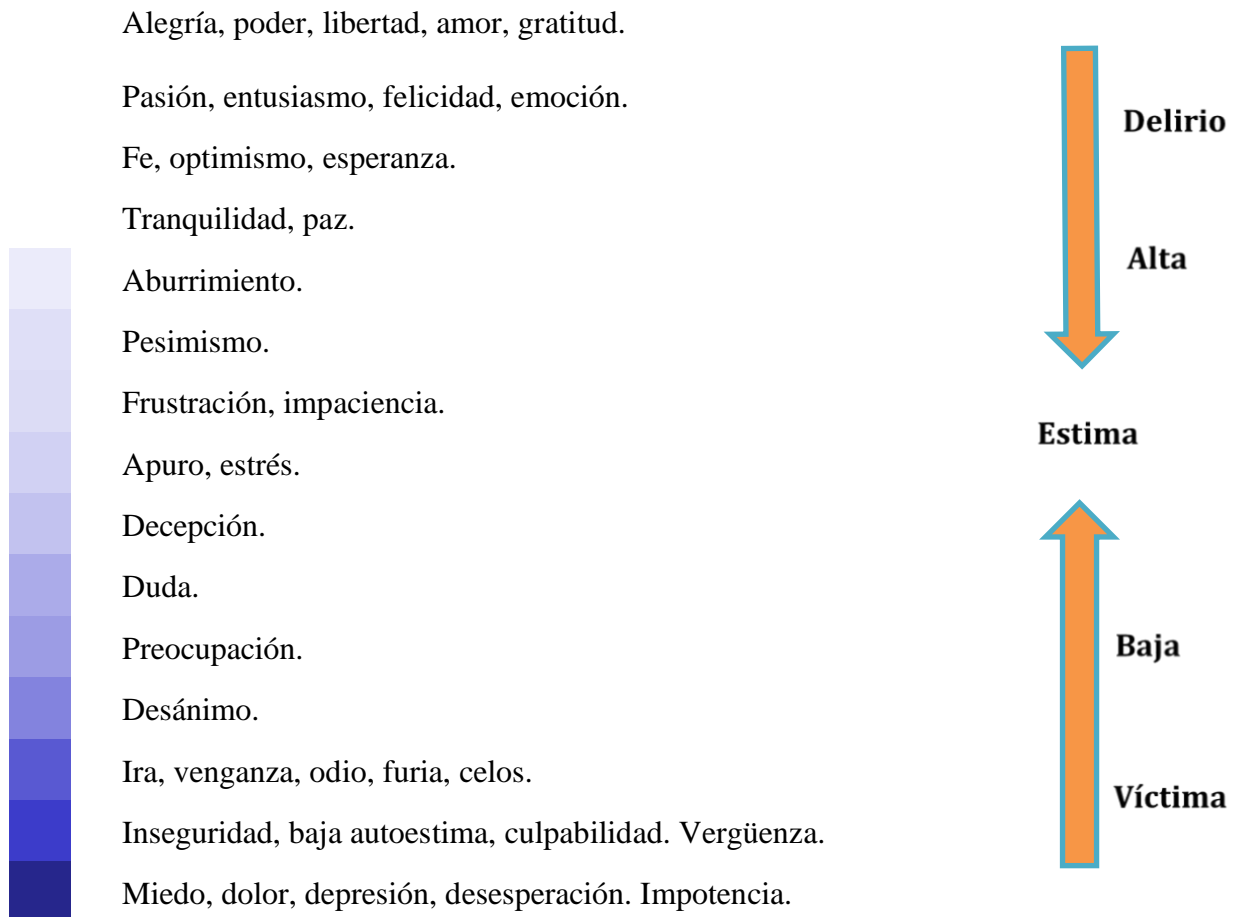 Alegría, poder, libertad, amor, gratitud.
Pasión, entusiasmo, felicidad, emoción.
Fe, optimismo, esperanza.
Tranquilidad, paz.
Aburrimiento.
Pesimismo.
Frustración, impaciencia.
Apuro, estrés.
Decepción.
Duda.
Preocupación.
Desánimo.
Ira, venganza, odio, furia, celos.
Inseguridad, baja autoestima, culpabilidad. Vergüenza.
Miedo, dolor, depresión, desesperación. Impotencia.
Delirio
Alta
Estima
Baja
Víctima